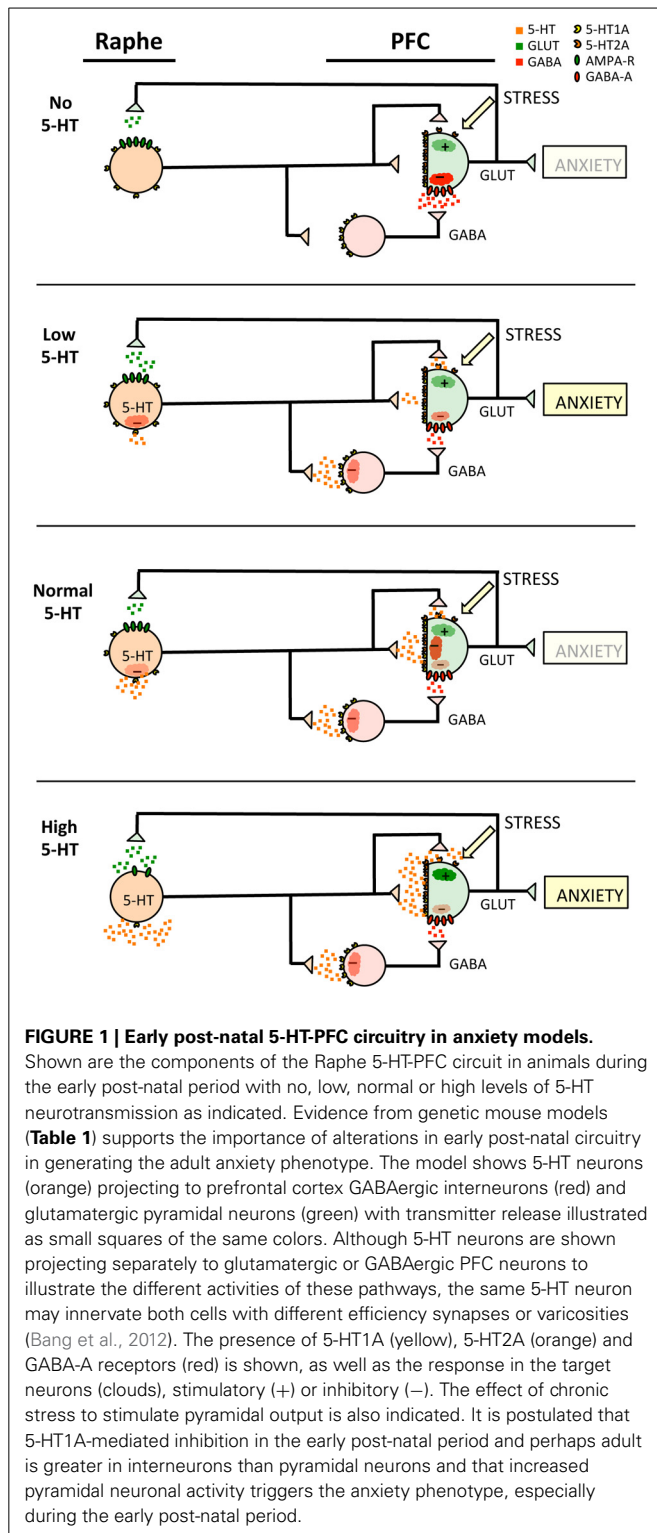 Raphe
PFC
5-HT
GLUT
GABA
5-HT1A
5-HT2A
AMPA-R
GABA-A
No
5-HT
STRESS
+
−
GLUT
ANXIETY
GABA
Low
5-HT
STRESS
5-HT
−
+
−
GLUT
ANXIETY
−
GABA
Normal
5-HT
STRESS
5-HT
−
+
−
−
GLUT
ANXIETY
−
GABA
High
5-HT
STRESS
5-HT
+
−
GLUT
ANXIETY
−
GABA
FIGURE 1 | Early post-natal 5-HT-PFC circuitry in anxiety models.
Shown are the components of the Raphe 5-HT-PFC circuit in animals during
the early post-natal period with no, low, normal or high levels of 5-HT
neurotransmission as indicated. Evidence from genetic mouse models
(Table 1) supports the importance of alterations in early post-natal circuitry
in generating the adult anxiety phenotype. The model shows 5-HT neurons
(orange) projecting to prefrontal cortex GABAergic interneurons (red) and
glutamatergic pyramidal neurons (green) with transmitter release illustrated
as small squares of the same colors. Although 5-HT neurons are shown
projecting separately to glutamatergic or GABAergic PFC neurons to
illustrate the different activities of these pathways, the same 5-HT neuron
may innervate both cells with different efficiency synapses or varicosities
(Bang et al., 2012). The presence of 5-HT1A (yellow), 5-HT2A (orange) and
GABA-A receptors (red) is shown, as well as the response in the target
neurons (clouds), stimulatory (+) or inhibitory (−). The effect of chronic
stress to stimulate pyramidal output is also indicated. It is postulated that
5-HT1A-mediated inhibition in the early post-natal period and perhaps adult
is greater in interneurons than pyramidal neurons and that increased
pyramidal neuronal activity triggers the anxiety phenotype, especially
during the early post-natal period.